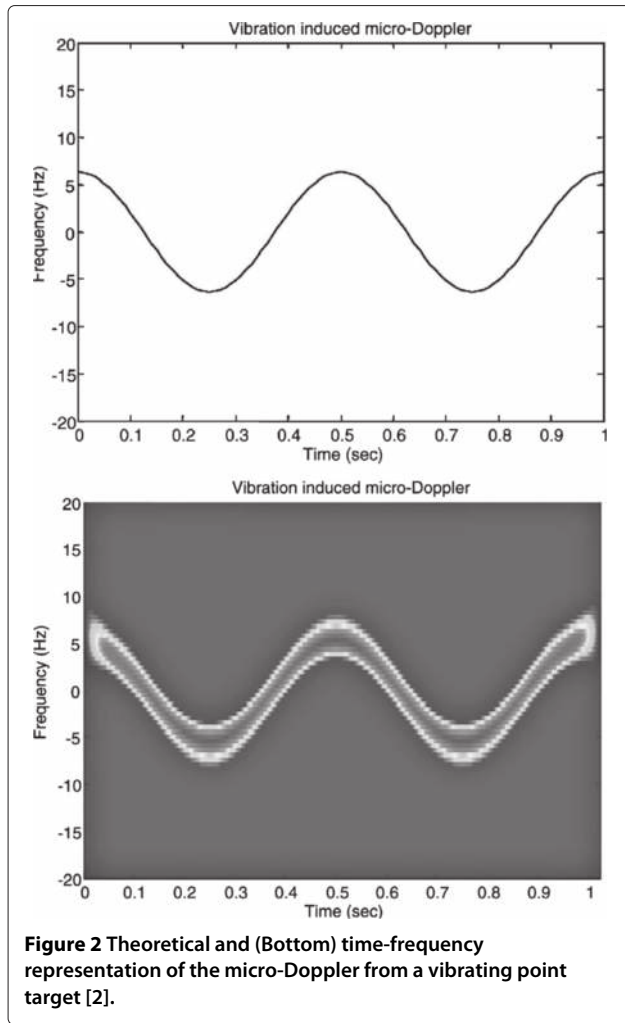 Vibration induced micro-Doppler
20
15
10
5
0
-5
-10
-15
-20
Frequency (Hz)
0 0.1 0.2 0.3 0.4 0.5 0.6 0.7 0.8 0.9 1
Time (sec)
Vibration induced micro-Doppler
20
15
10
5
0
-5
-10
-15
-20
Frequency (Hz)
0 0.1 0.2 0.3 0.4 0.5 0.6 0.7 0.8 0.9 1
Time (sec)
Figure 2 Theoretical and (Bottom) time-frequency
representation of the micro-Doppler from a vibrating point
target [2].